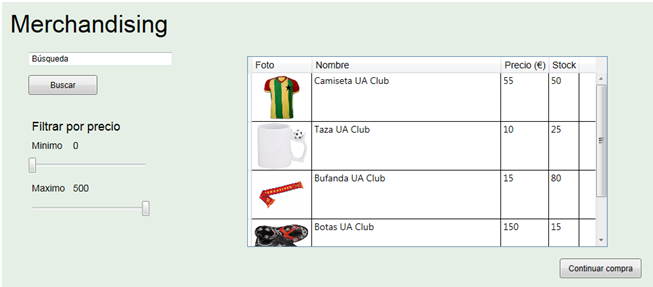 Merchandising
Búsqueda
Buscar
Filtrar por precio
Minimo 0
Maximo 500
Foto Nombre Precio (€) Stock
Camiseta UA Club 55 50
Taza UA Club 10 25
Bufanda UA Club 15 80
Botas UA Club 150 15
Continuar compra